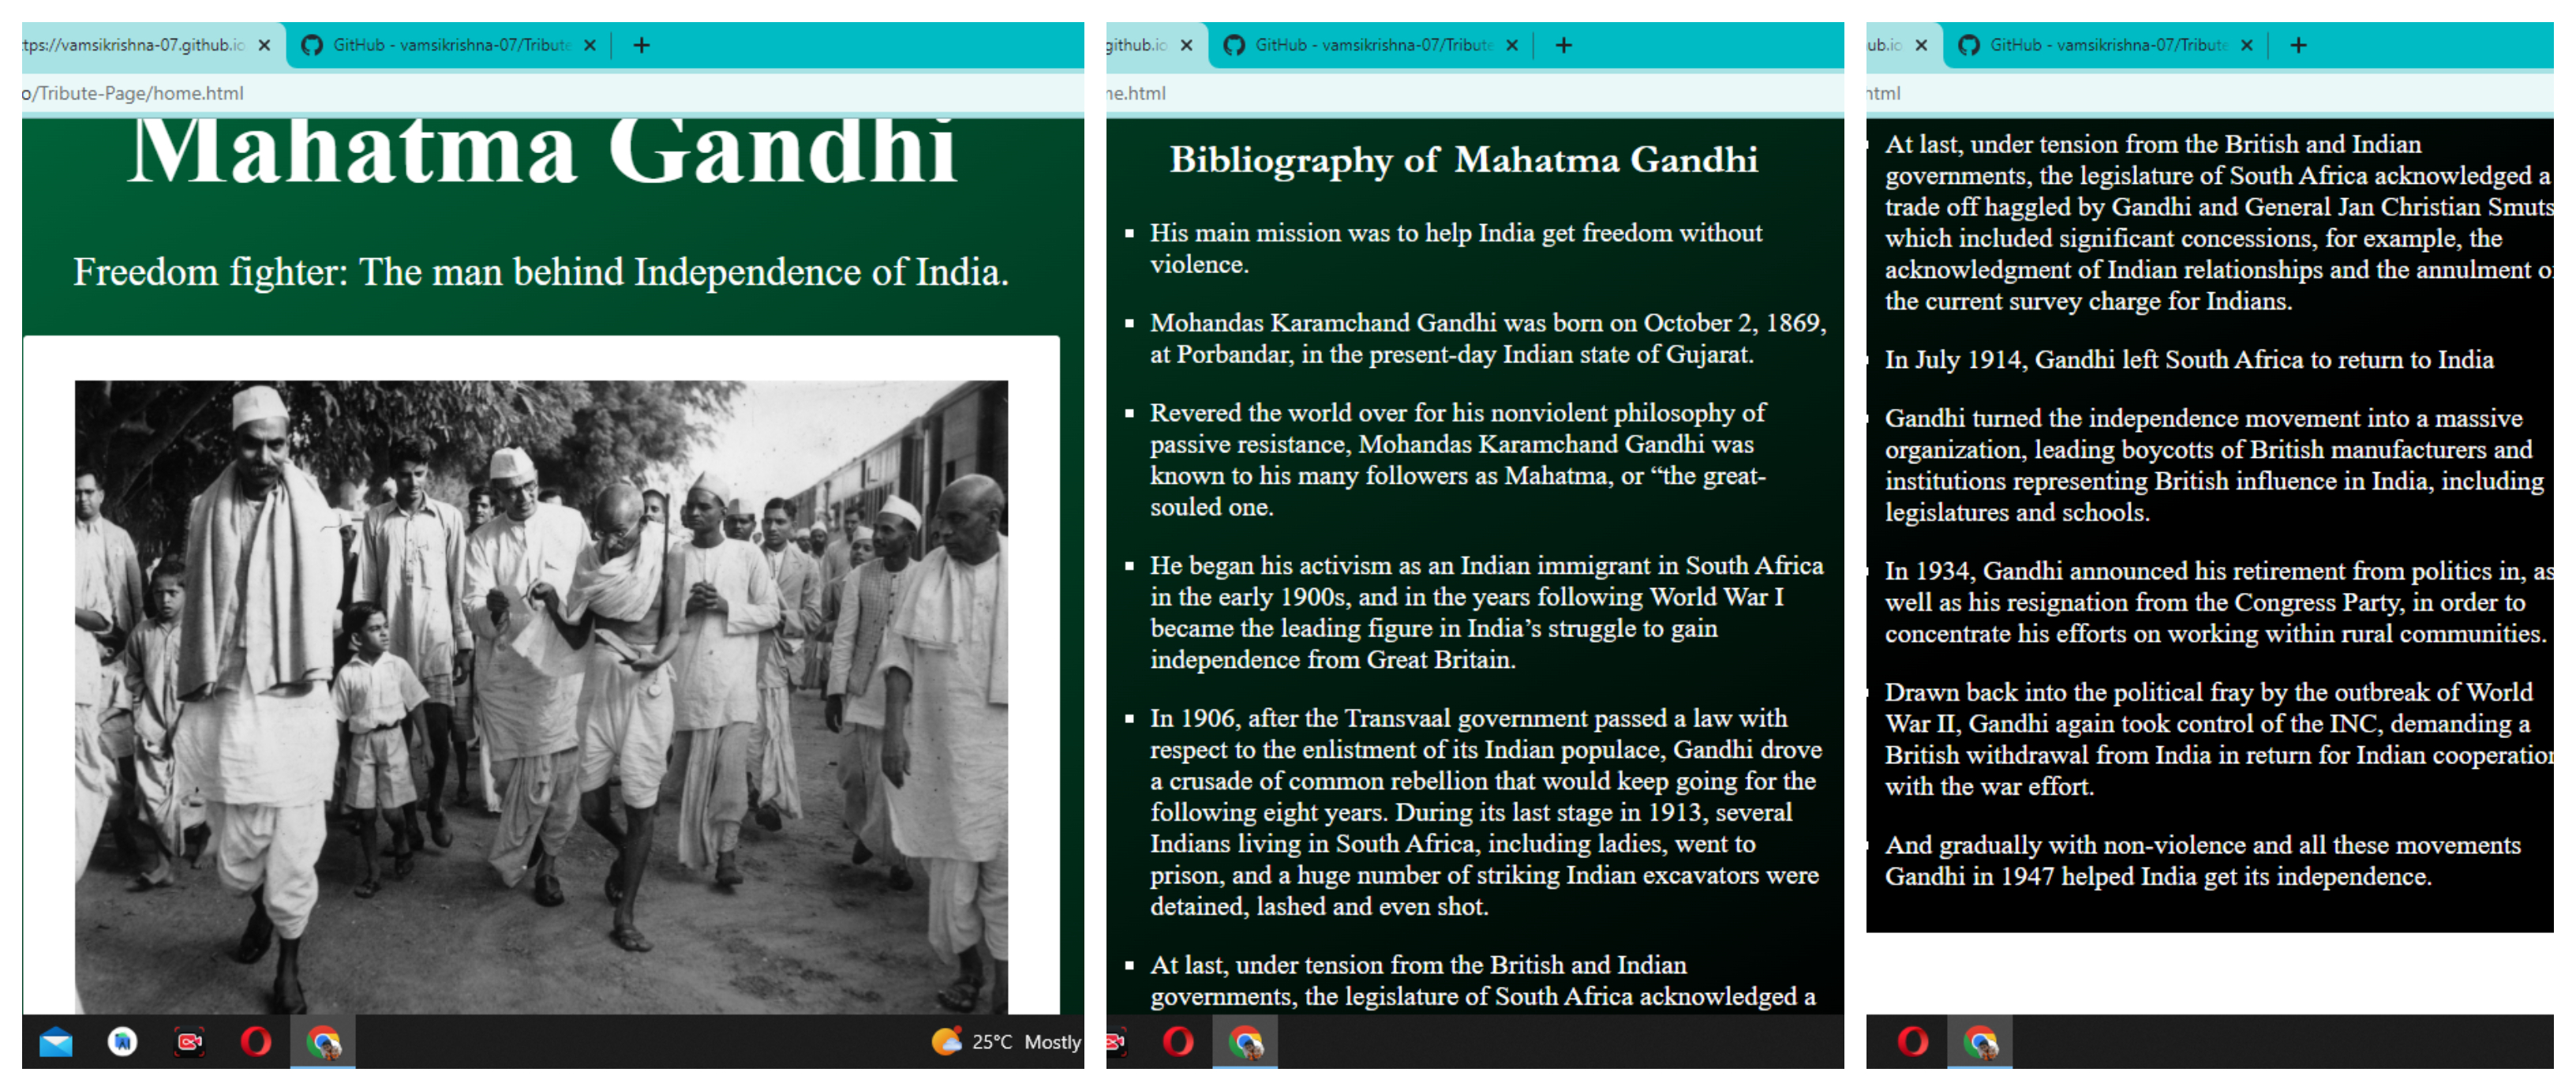 tps://vamsikrishna-07.github.io
GitHub - vamsikrishna-07/Tribute
o/Tribute-Page/home.html
Mahatma Gandhi
Freedom fighter: The man behind Independence of India.
25°C Mostly
github.io
GitHub - vamsikrishna-07/Tribute
me.html
Bibliography of Mahatma Gandhi
His main mission was to help India get freedom without
violence.
Mohandas Karamchand Gandhi was born on October 2, 1869,
at Porbandar, in the present-day Indian state of Gujarat.
Revered the world over for his nonviolent philosophy of
passive resistance, Mohandas Karamchand Gandhi was
known to his many followers as Mahatma, or “the great-
souled one.
He began his activism as an Indian immigrant in South Africa
in the early 1900s, and in the years following World War I
became the leading figure in India’s struggle to gain
independence from Great Britain.
In 1906, after the Transvaal government passed a law with
respect to the enlistment of its Indian populace, Gandhi drove
a crusade of common rebellion that would keep going for the
following eight years. During its last stage in 1913, several
Indians living in South Africa, including ladies, went to
prison, and a huge number of striking Indian excavators were
detained, lashed and even shot.
At last, under tension from the British and Indian
governments, the legislature of South Africa acknowledged a
ub.io
GitHub - vamsikrishna-07/Tribute
html
At last, under tension from the British and Indian
governments, the legislature of South Africa acknowledged a
trade off haggled by Gandhi and General Jan Christian Smuts
which included significant concessions, for example, the
acknowledgment of Indian relationships and the annulment o
the current survey charge for Indians.
In July 1914, Gandhi left South Africa to return to India
Gandhi turned the independence movement into a massive
organization, leading boycotts of British manufacturers and
institutions representing British influence in India, including
legislatures and schools.
In 1934, Gandhi announced his retirement from politics in, as
well as his resignation from the Congress Party, in order to
concentrate his efforts on working within rural communities.
Drawn back into the political fray by the outbreak of World
War II, Gandhi again took control of the INC, demanding a
British withdrawal from India in return for Indian cooperation
with the war effort.
And gradually with non-violence and all these movements
Gandhi in 1947 helped India get its independence.